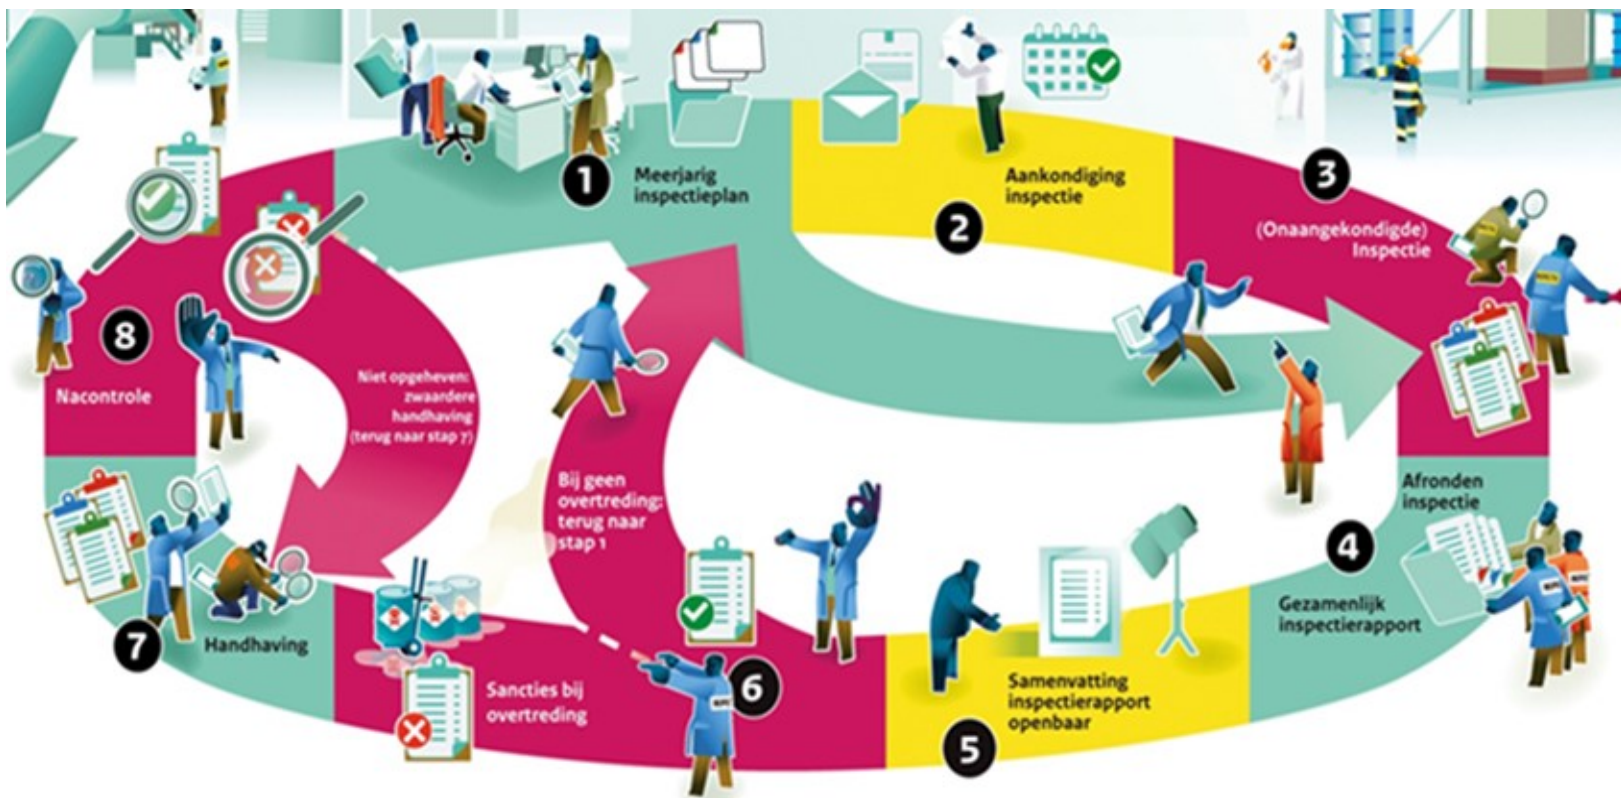 1
Meerjarig
inspectieplan
2
Aankondiging
inspectie
3
(Onaangekondigde)
Inspectie
4
Afronden
inspectie
Gezamenlijk
inspectierapport
5
Samenvatting
inspectierapport
openbaar
6
Bij geen
overtreding:
terug naar
stap 1
Sancties bij
overtreding
7
Handhaving
8
Nacontrole
Niet opgeheven:
zwaardere
handhaving
(terug naar stap 7)